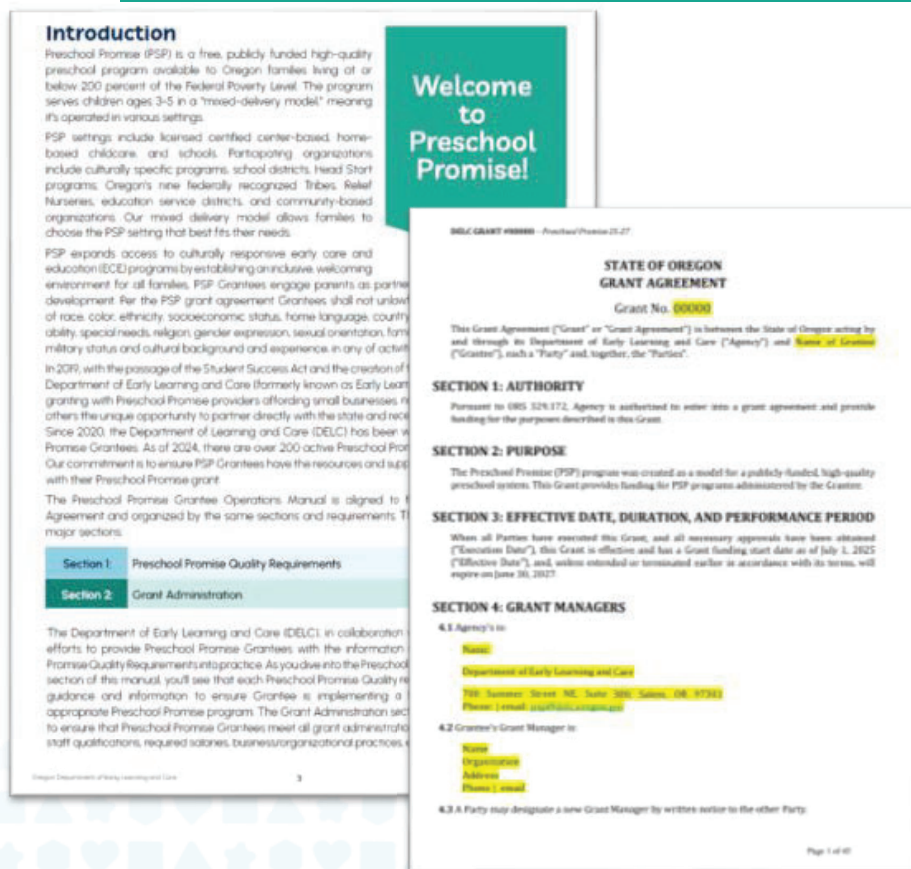 Introduction
Preschool Promise (PSP) is a free, publicly funded high-quality
preschool program available to Oregon families living at or
below 200 percent of the Federal Poverty Level. The program
serves children ages 3-5 in a "mixed-delivery model," meaning
it's operated in various settings.
PSP settings include licensed certified center-based, home-
based childcare, and schools. Participating organizations
include culturally specific programs, school districts, Head Start
programs, Oregon's nine federally recognized Tribes, Relief
Nurseries, education service districts, and community-based
organizations. Our mixed delivery model allows families to
choose the PSP setting that best fits their needs.
PSP expands access to culturally responsive early care and
education (ECE) programs by establishing an inclusive, welcoming
environment for all families, PSP Grantees engage parents as partne
development. Per the PSP grant agreement Grantees shall not unlawf
of race, color, ethnicity, socioeconomic status, home language, country
ability, special needs, religion, gender expression, sexual orientation, fam
military status and cultural background and experience, in any of activit
In 2019, with the passage of the Student Success Act and the creation of t
Department of Early Learning and Care (formerly known as Early Learn
granting with Preschool Promise providers affording small businesses, n
others the unique opportunity to partner directly with the state and rece
Since 2020, the Department of Learning and Care (DELC) has been w
Promise Grantees. As of 2024, there are over 200 active Preschool Pro
Our commitment is to ensure PSP Grantees have the resources and supp
with their Preschool Promise grant.
The Preschool Promise Grantee Operations Manual is aligned to t
Agreement and organized by the same sections and requirements. T
major sections:
Section 1: Preschool Promise Quality Requirements
Section 2: Grant Administration
The Department of Early Learning and Care (DELC), in collaboration
efforts to provide Preschool Promise Grantees with the information
Promise Quality Requirements into practice. As you dive into the Preschool
section of this manual, you'll see that each Preschool Promise Quality re
guidance and information to ensure Grantee is implementing a
appropriate Preschool Promise program. The Grant Administration sect
to ensure that Preschool Promise Grantees meet all grant administratio
staff qualifications, required salaries, business/organizational practices,
Oregon Department of Early Learning and Care
3
Welcome
to
Preschool
Promise!
DELC GRANT #00000 – Preschool Promise 25-27
STATE OF OREGON
GRANT AGREEMENT
Grant No. 00000
This Grant Agreement ("Grant" or "Grant Agreement") is between the State of Oregon acting by
and through its Department of Early Learning and Care ("Agency") and Name of Grantee
("Grantee"), each a "Party" and, together, the "Parties".
SECTION 1: AUTHORITY
Pursuant to ORS 329.172, Agency is authorized to enter into a grant agreement and provide
funding for the purposes described in this Grant.
SECTION 2: PURPOSE
The Preschool Promise (PSP) program was created as a model for a publicly-funded, high-quality
preschool system. This Grant provides funding for PSP programs administered by the Grantee.
SECTION 3: EFFECTIVE DATE, DURATION, AND PERFORMANCE PERIOD
When all Parties have executed this Grant, and all necessary approvals have been obtained
("Execution Date"), this Grant is effective and has a Grant funding start date as of July 1, 2025
("Effective Date"), and, unless extended or terminated earlier in accordance with its terms, will
expire on June 30, 2027.
SECTION 4: GRANT MANAGERS
4.1 Agency's is:
Name
Department of Early Learning and Care
700 Summer Street NE, Suite 300, Salem, OR 97301
Phone: | email:
4.2 Grantee's Grant Manager is:
Name
Organization
Address
Phone | email
4.3 A Party may designate a new Grant Manager by written notice to the other Party.
Page 1 of 45